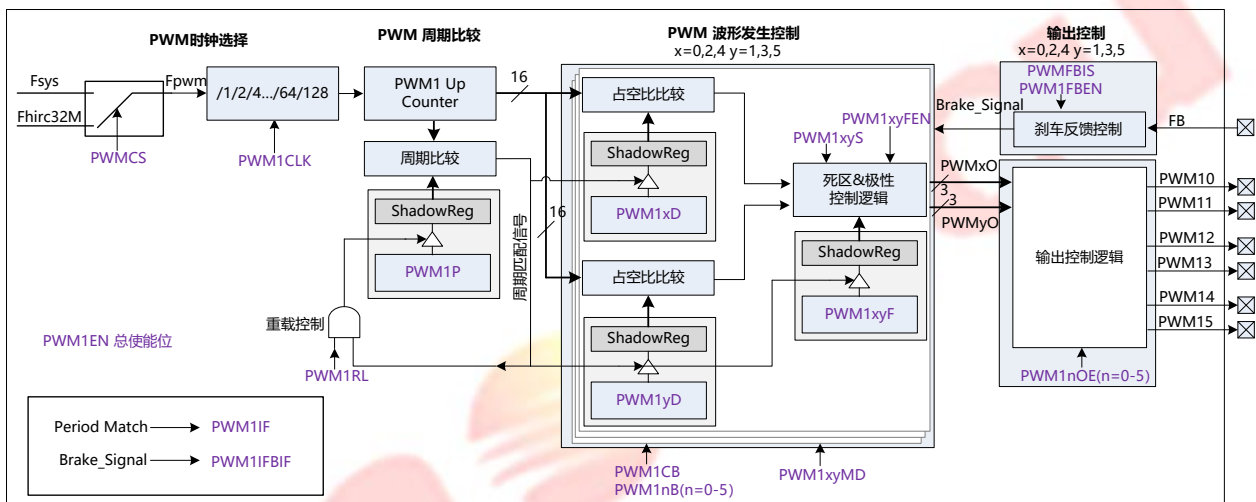 PWM时钟选择
PWM 周期比较
PWM 波形发生控制
x=0,2,4 y=1,3,5
输出控制
x=0,2,4 y=1,3,5
Fsys
Fhirc32M
Fpwm
PWMCS
/1/2/4.../64/128
PWM1CLK
PWM1 Up
Counter
16
周期比较
ShadowReg
PWM1P
重载控制
PWM1RL
周期匹配信号
16
占空比比较
ShadowReg
PWM1xD
占空比比较
ShadowReg
PWM1yD
PWM1xyS
PWM1xyFEN
死区&极性
控制逻辑
ShadowReg
PWM1xyF
PWM1CB
PWM1nB(n=0-5)
PWM1xyMD
Brake_Signal
PWMFBIS
PWM1FBEN
刹车反馈控制
FB
PWMxO
3
3
PWMyO
输出控制逻辑
PWM1nOE(n=0-5)
PWM10
PWM11
PWM12
PWM13
PWM14
PWM15
PWM1EN 总使能位
Period Match
PWM1IF
Brake_Signal
PWM1IFBIF